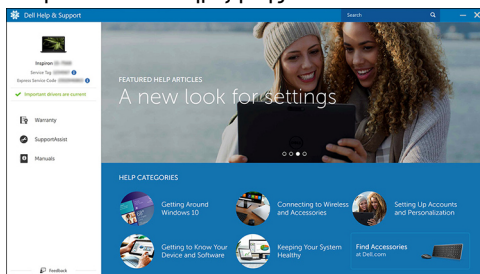 Dell Help & Support
Search
Inspiron
Service Tag
Express Service Code
Important drivers are current
Warranty
SupportAssist
Manuals
Feedback
FEATURED HELP ARTICLES
A new look for settings
HELP CATEGORIES
Getting Around
Windows 10
Connecting to Wireless
and Accessories
Setting Up Accounts
and Personalization
Getting to Know Your
Device and Software
Keeping Your System
Healthy
Find Accessories
at Dell.com